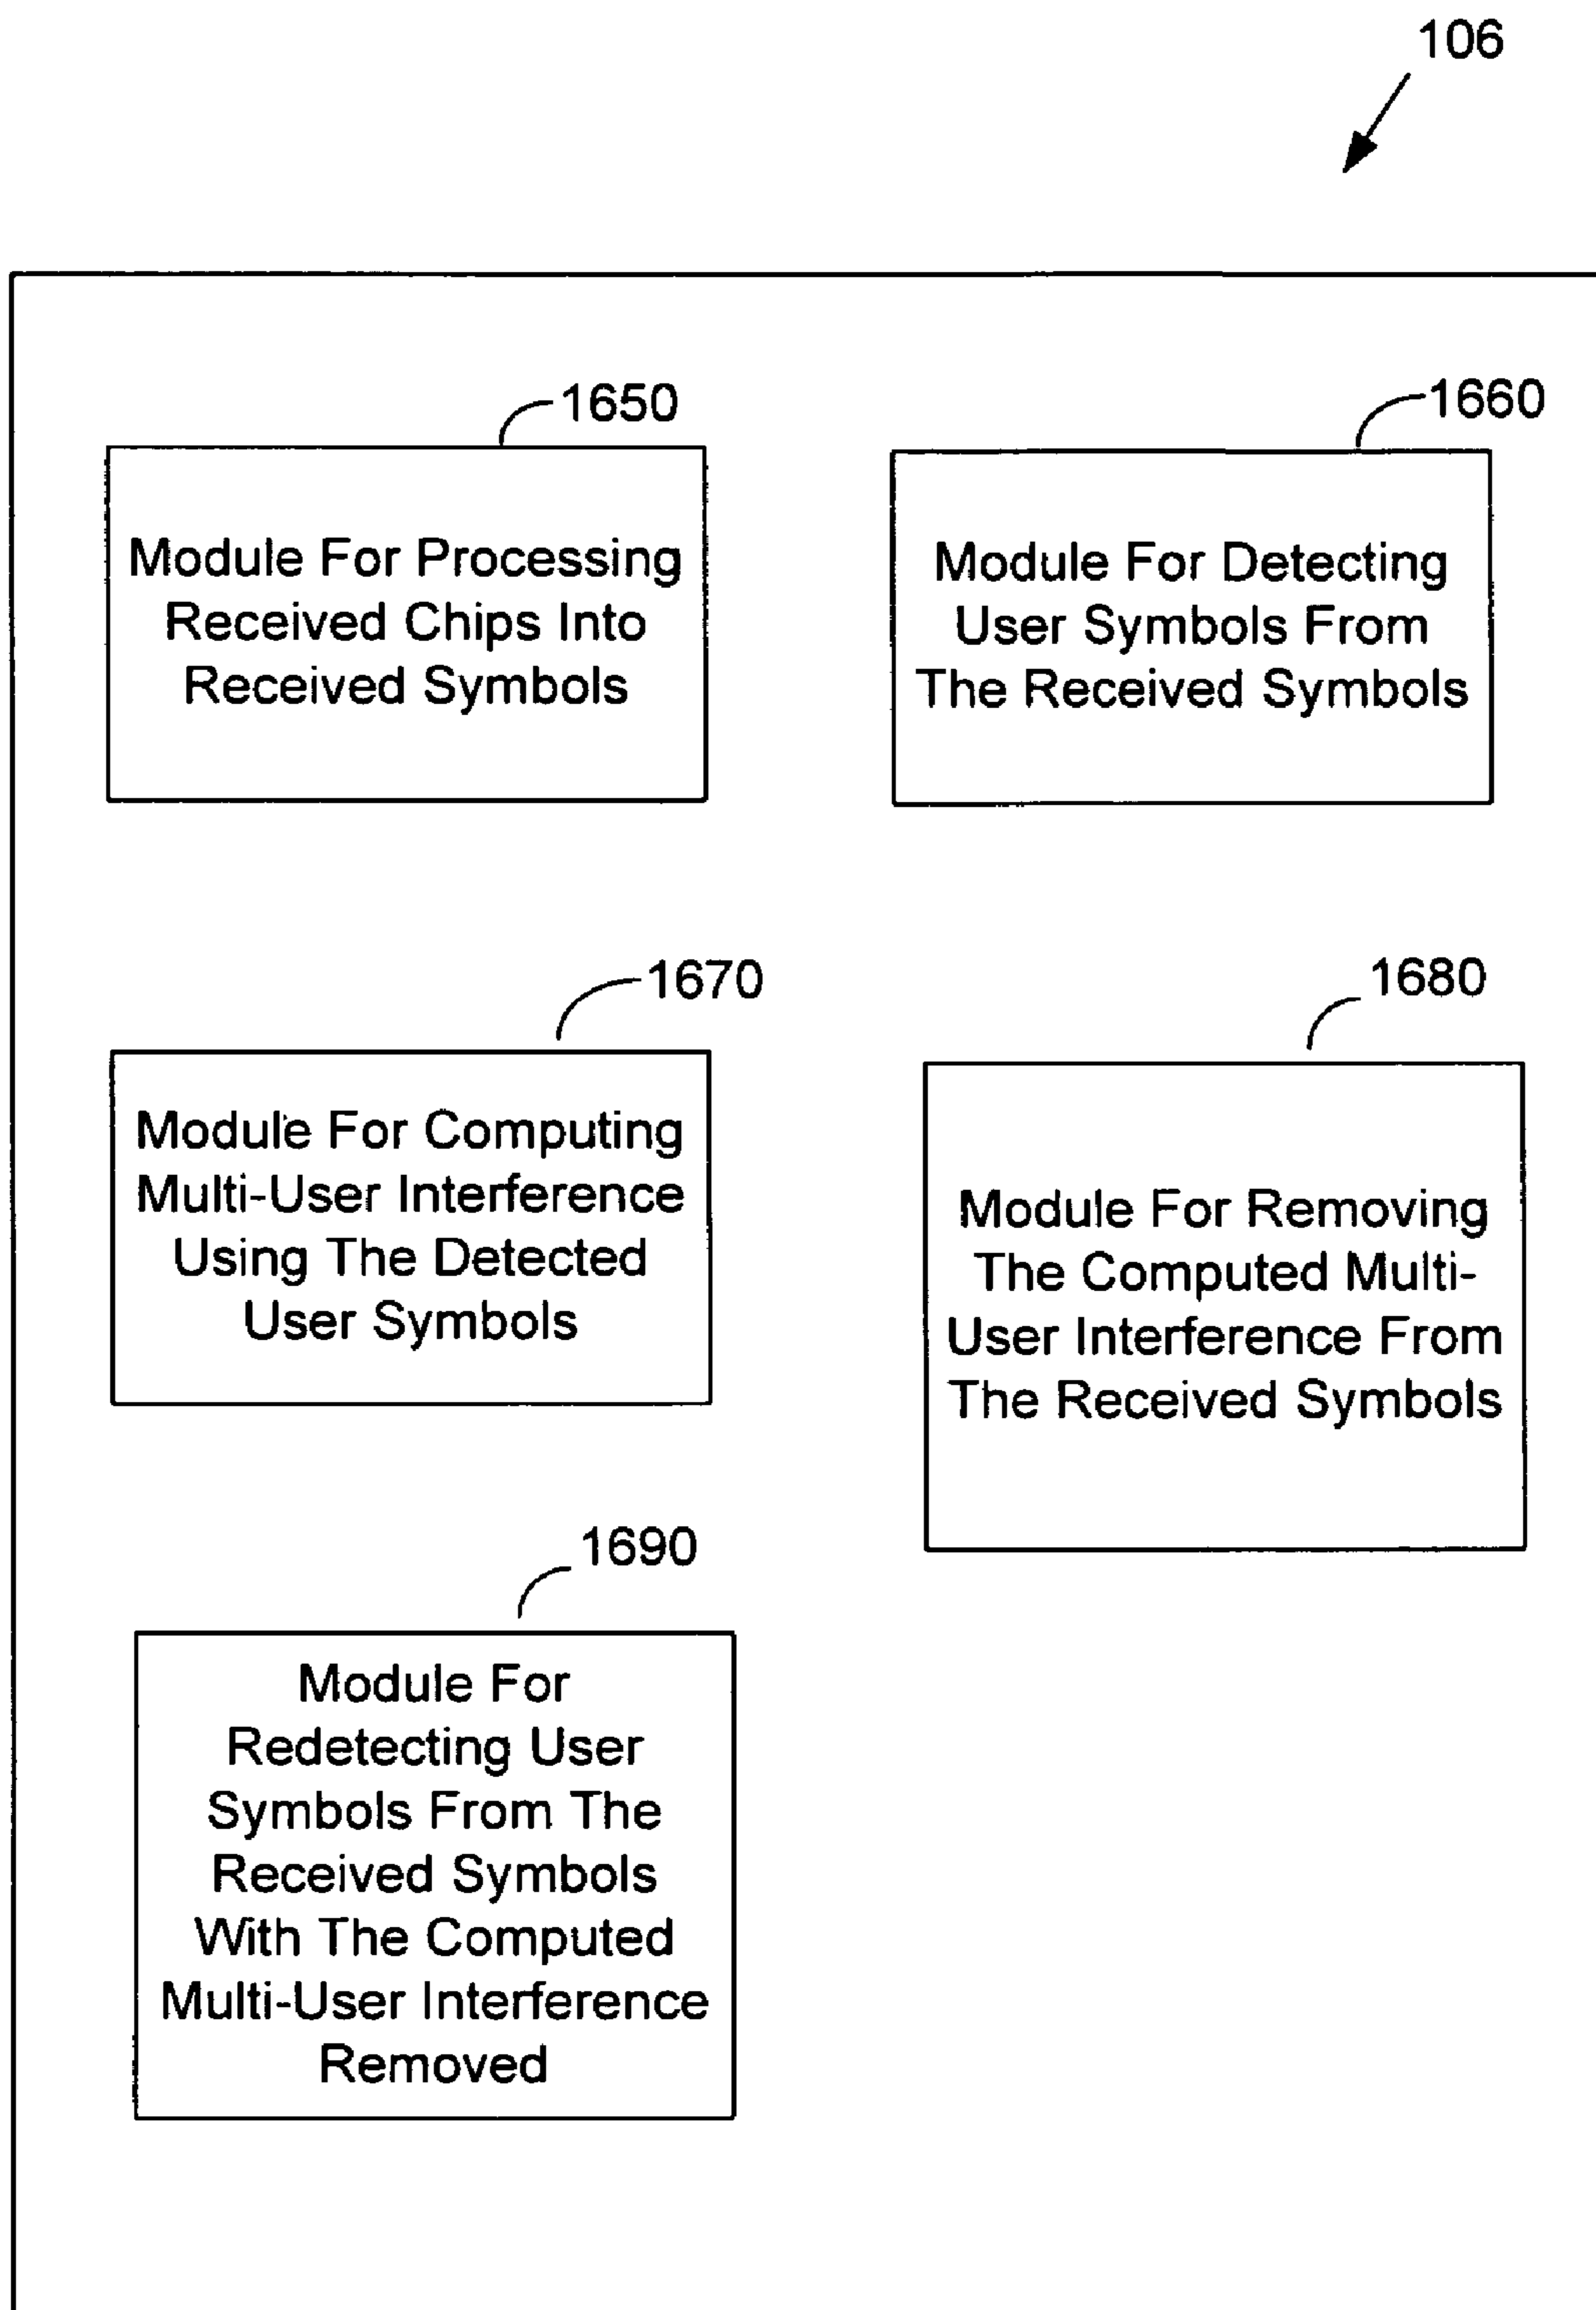 106
1650
Module For Processing
Received Chips Into
Received Symbols
1660
Module For Detecting
User Symbols From
The Received Symbols
1670
Module For Computing
Multi-User Interference
Using The Detected
User Symbols
1680
Module For Removing
The Computed Multi-
User Interference From
The Received Symbols
1690
Module For
Redetecting User
Symbols From The
Received Symbols
With The Computed
Multi-User Interference
Removed